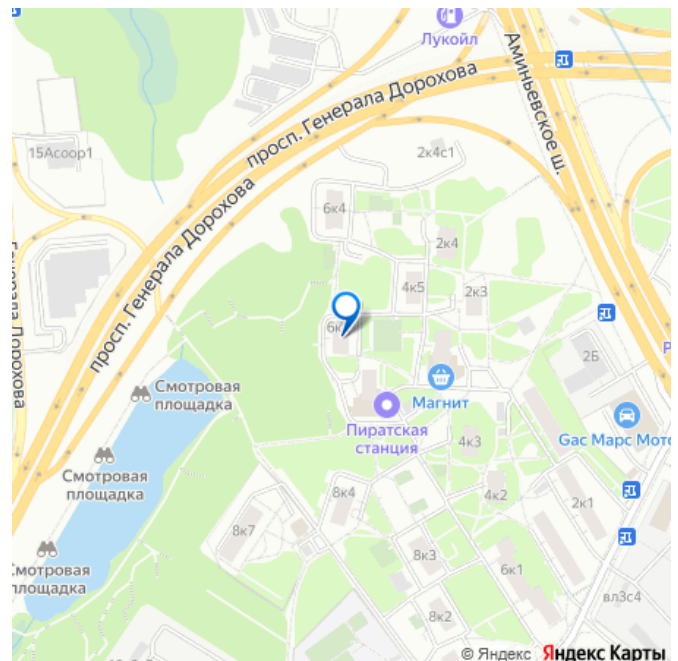 Лукойл
Аминьевское ш.
просп. Генерала Дорохова
2к4с1
15Асоор1
6к4
просп. Генерала Дорохова
2к4
4к5
2к3
2Б
Магнит
Смотровая
площадка
Пиратская
станция
Gac Марс Мото
4к3
Смотровая
площадка
8к4
4к2
2к1
8к7
Смотровая
площадка
8к3
6к1
вл3с4
8к2
© Яндекс Яндекс Карты